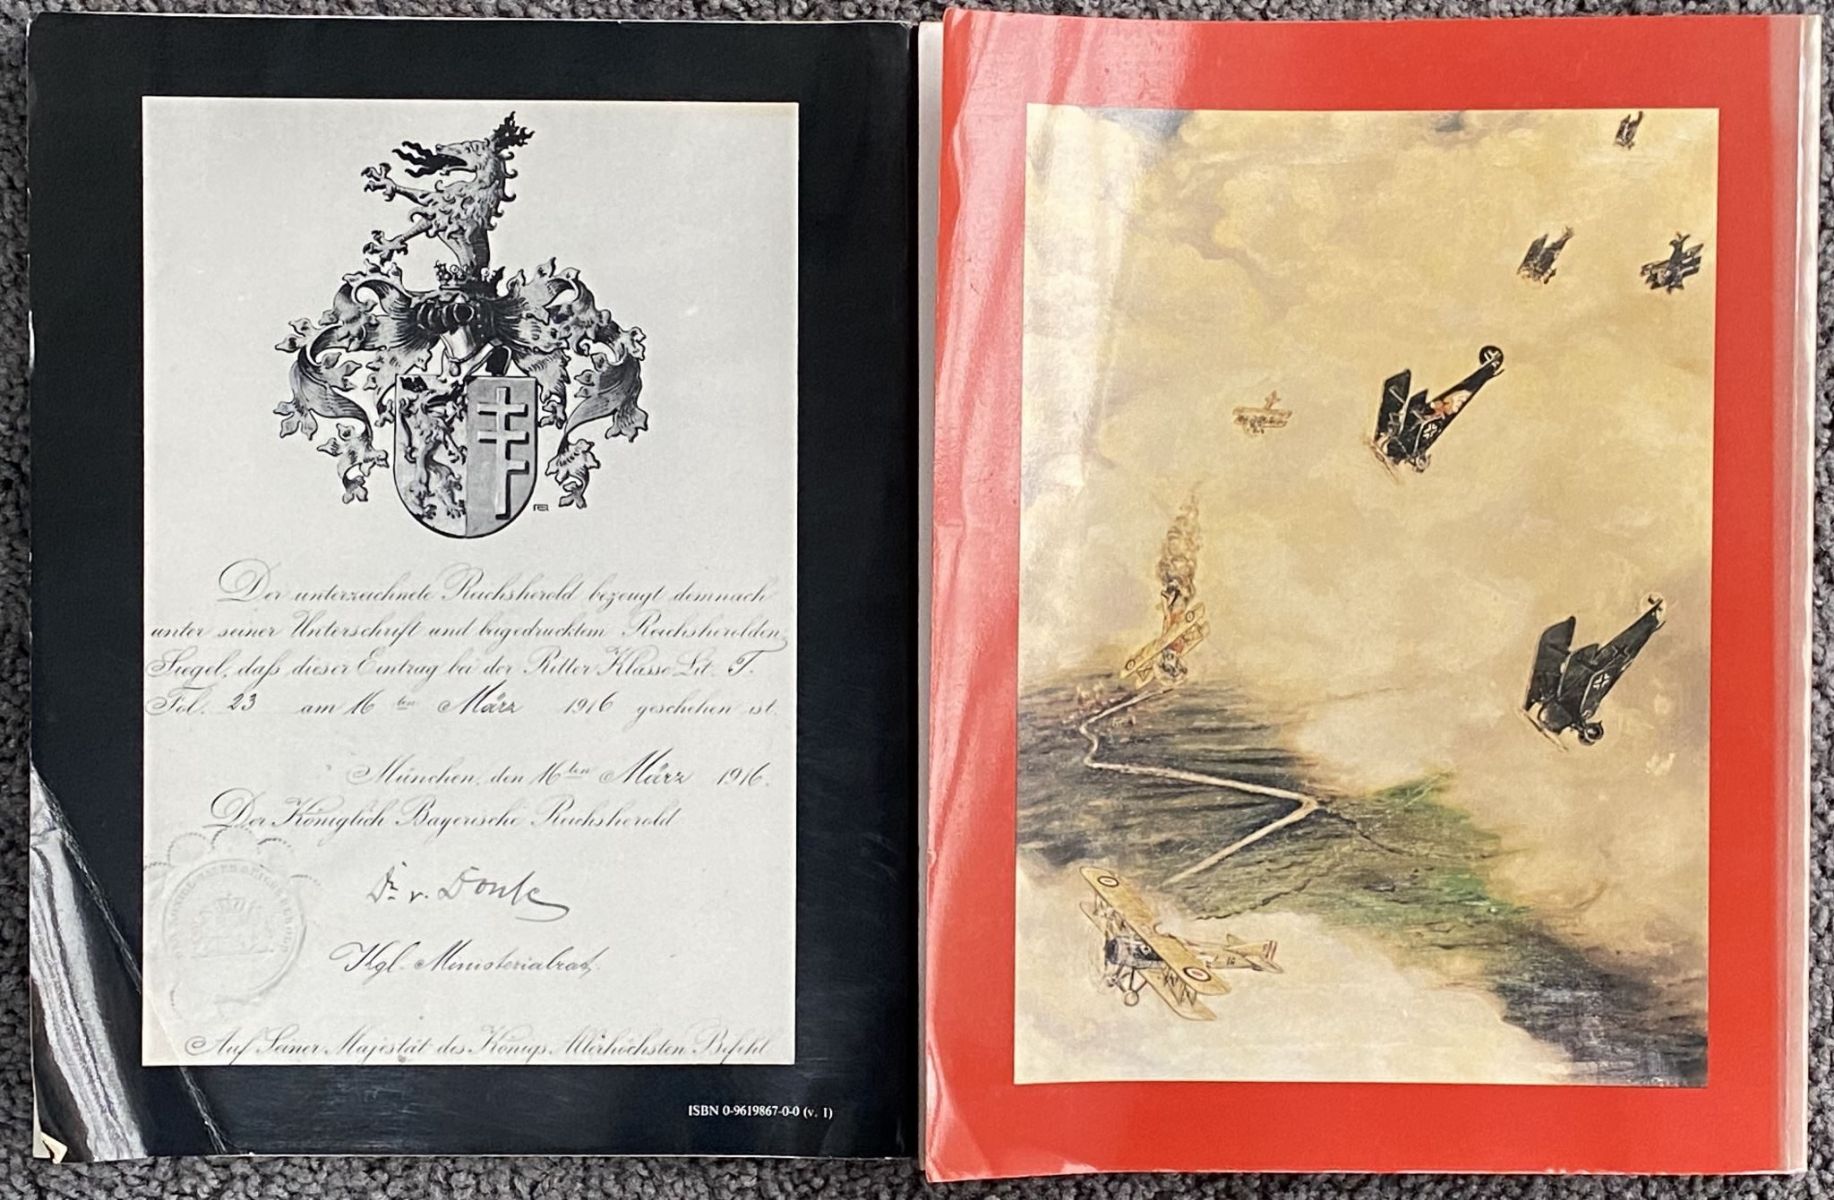 Der unterzeichnete Reichsherold bezeugt demnach
unter seiner Unterschrift und beigedrucktem Reichsherolden-
Siegel, daß dieser Eintrag bei der Ritter-Klasse Lit. T.
Fol. 23 am 16ten März 1916 geschehen ist.
München, den 16ten März 1916.
Der Königlich Bayerische Reichsherold
Dr. v.
Kgl. Ministerialrat.
Auf Seiner Majestät des Königs Allerhöchsten Befehl
ISBN 0-9619867-0-0 (v. 1)